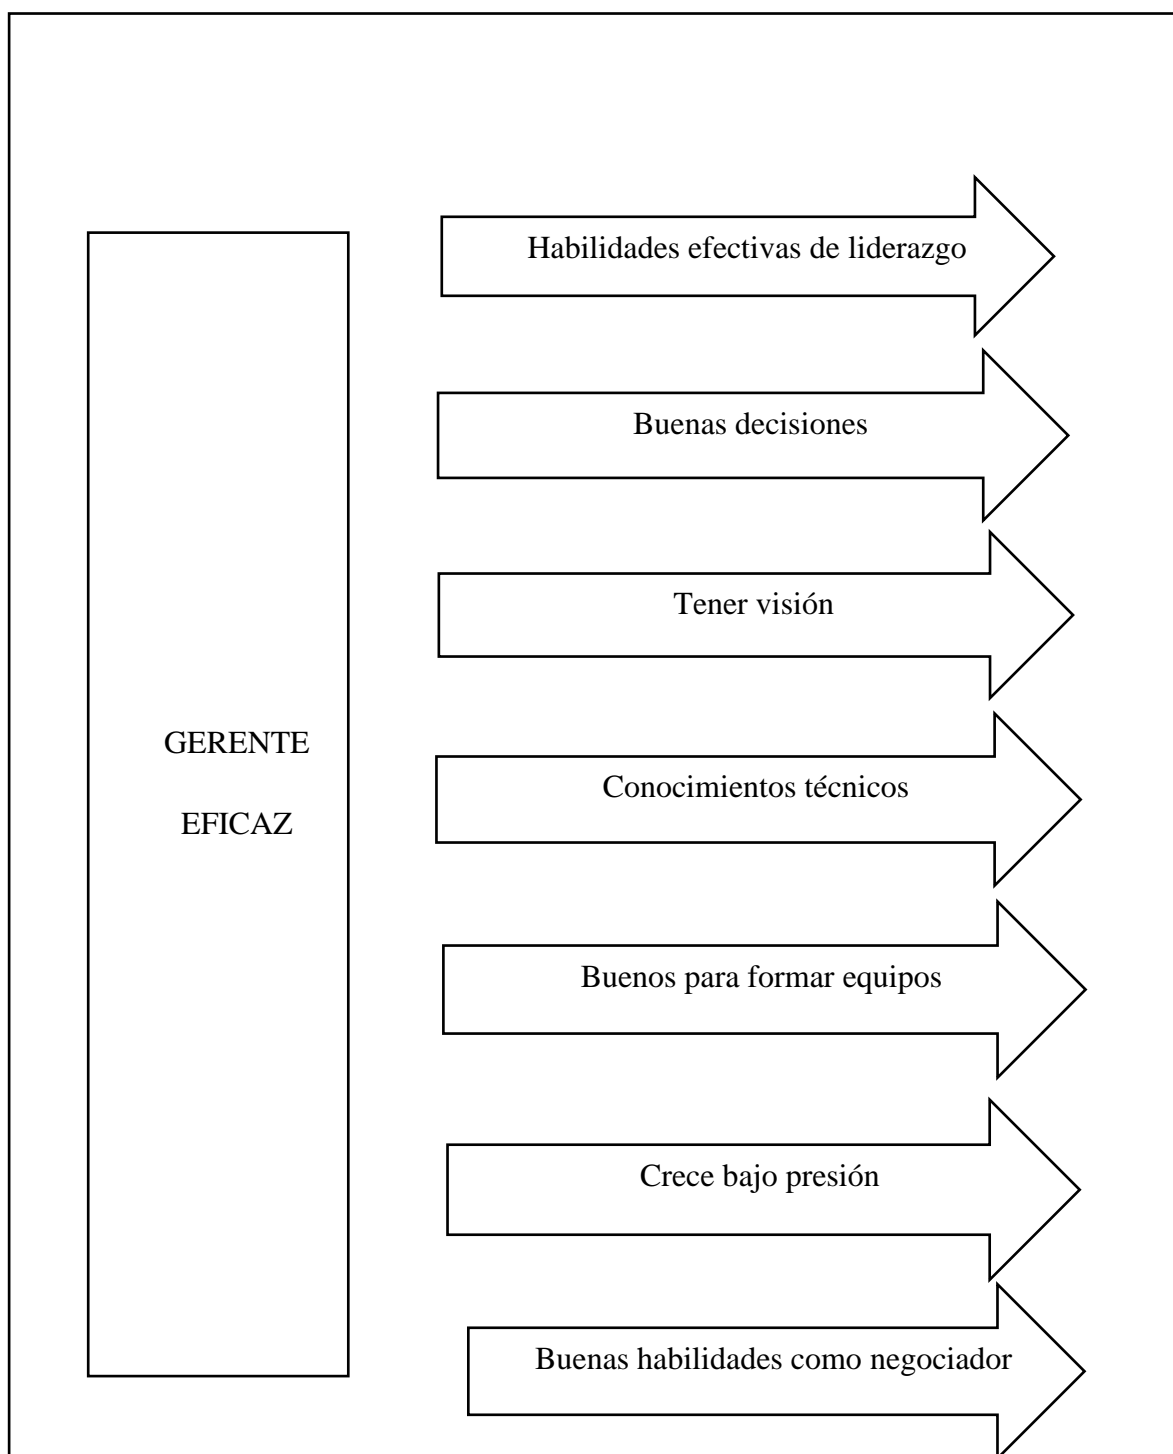 Habilidades efectivas de liderazgo
Buenas decisiones
Tener visión
GERENTE
EFICAZ
Conocimientos técnicos
Buenos para formar equipos
Crece bajo presión
Buenas habilidades como negociador